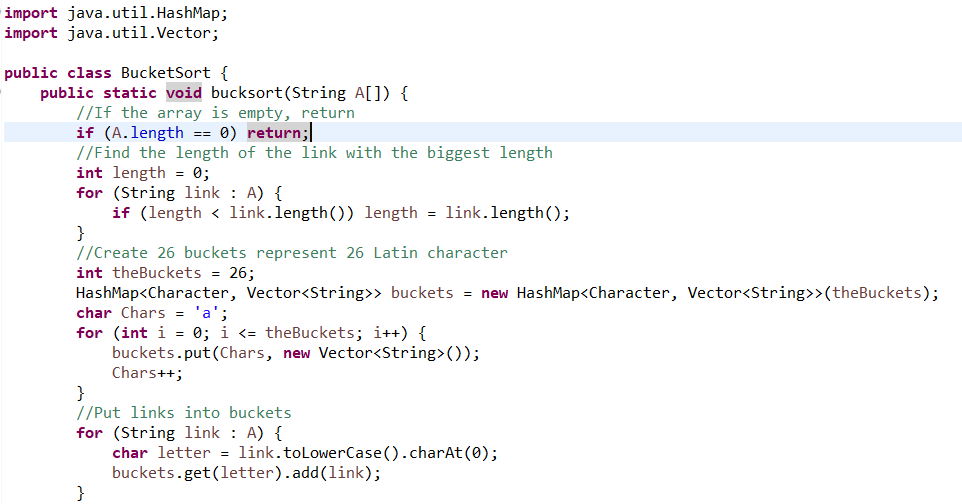 import java.util.HashMap;
import java.util.Vector;
public class BucketSort {
public static void bucksort(String A[]) {
//If the array is empty, return
if (A.length == 0) return;
//Find the length of the link with the biggest length
int length = 0;
for (String link : A) {
if (length < link.length()) length = link.length();
}
//Create 26 buckets represent 26 Latin character
int theBuckets = 26;
HashMap<Character, Vector<String>> buckets = new HashMap<Character, Vector<String>>(theBuckets);
char Chars = 'a';
for (int i = 0; i <= theBuckets; i++) {
buckets.put(Chars, new Vector<String>());
Chars++;
}
//Put links into buckets
for (String link : A) {
char letter = link.toLowerCase().charAt(0);
buckets.get(letter).add(link);
}